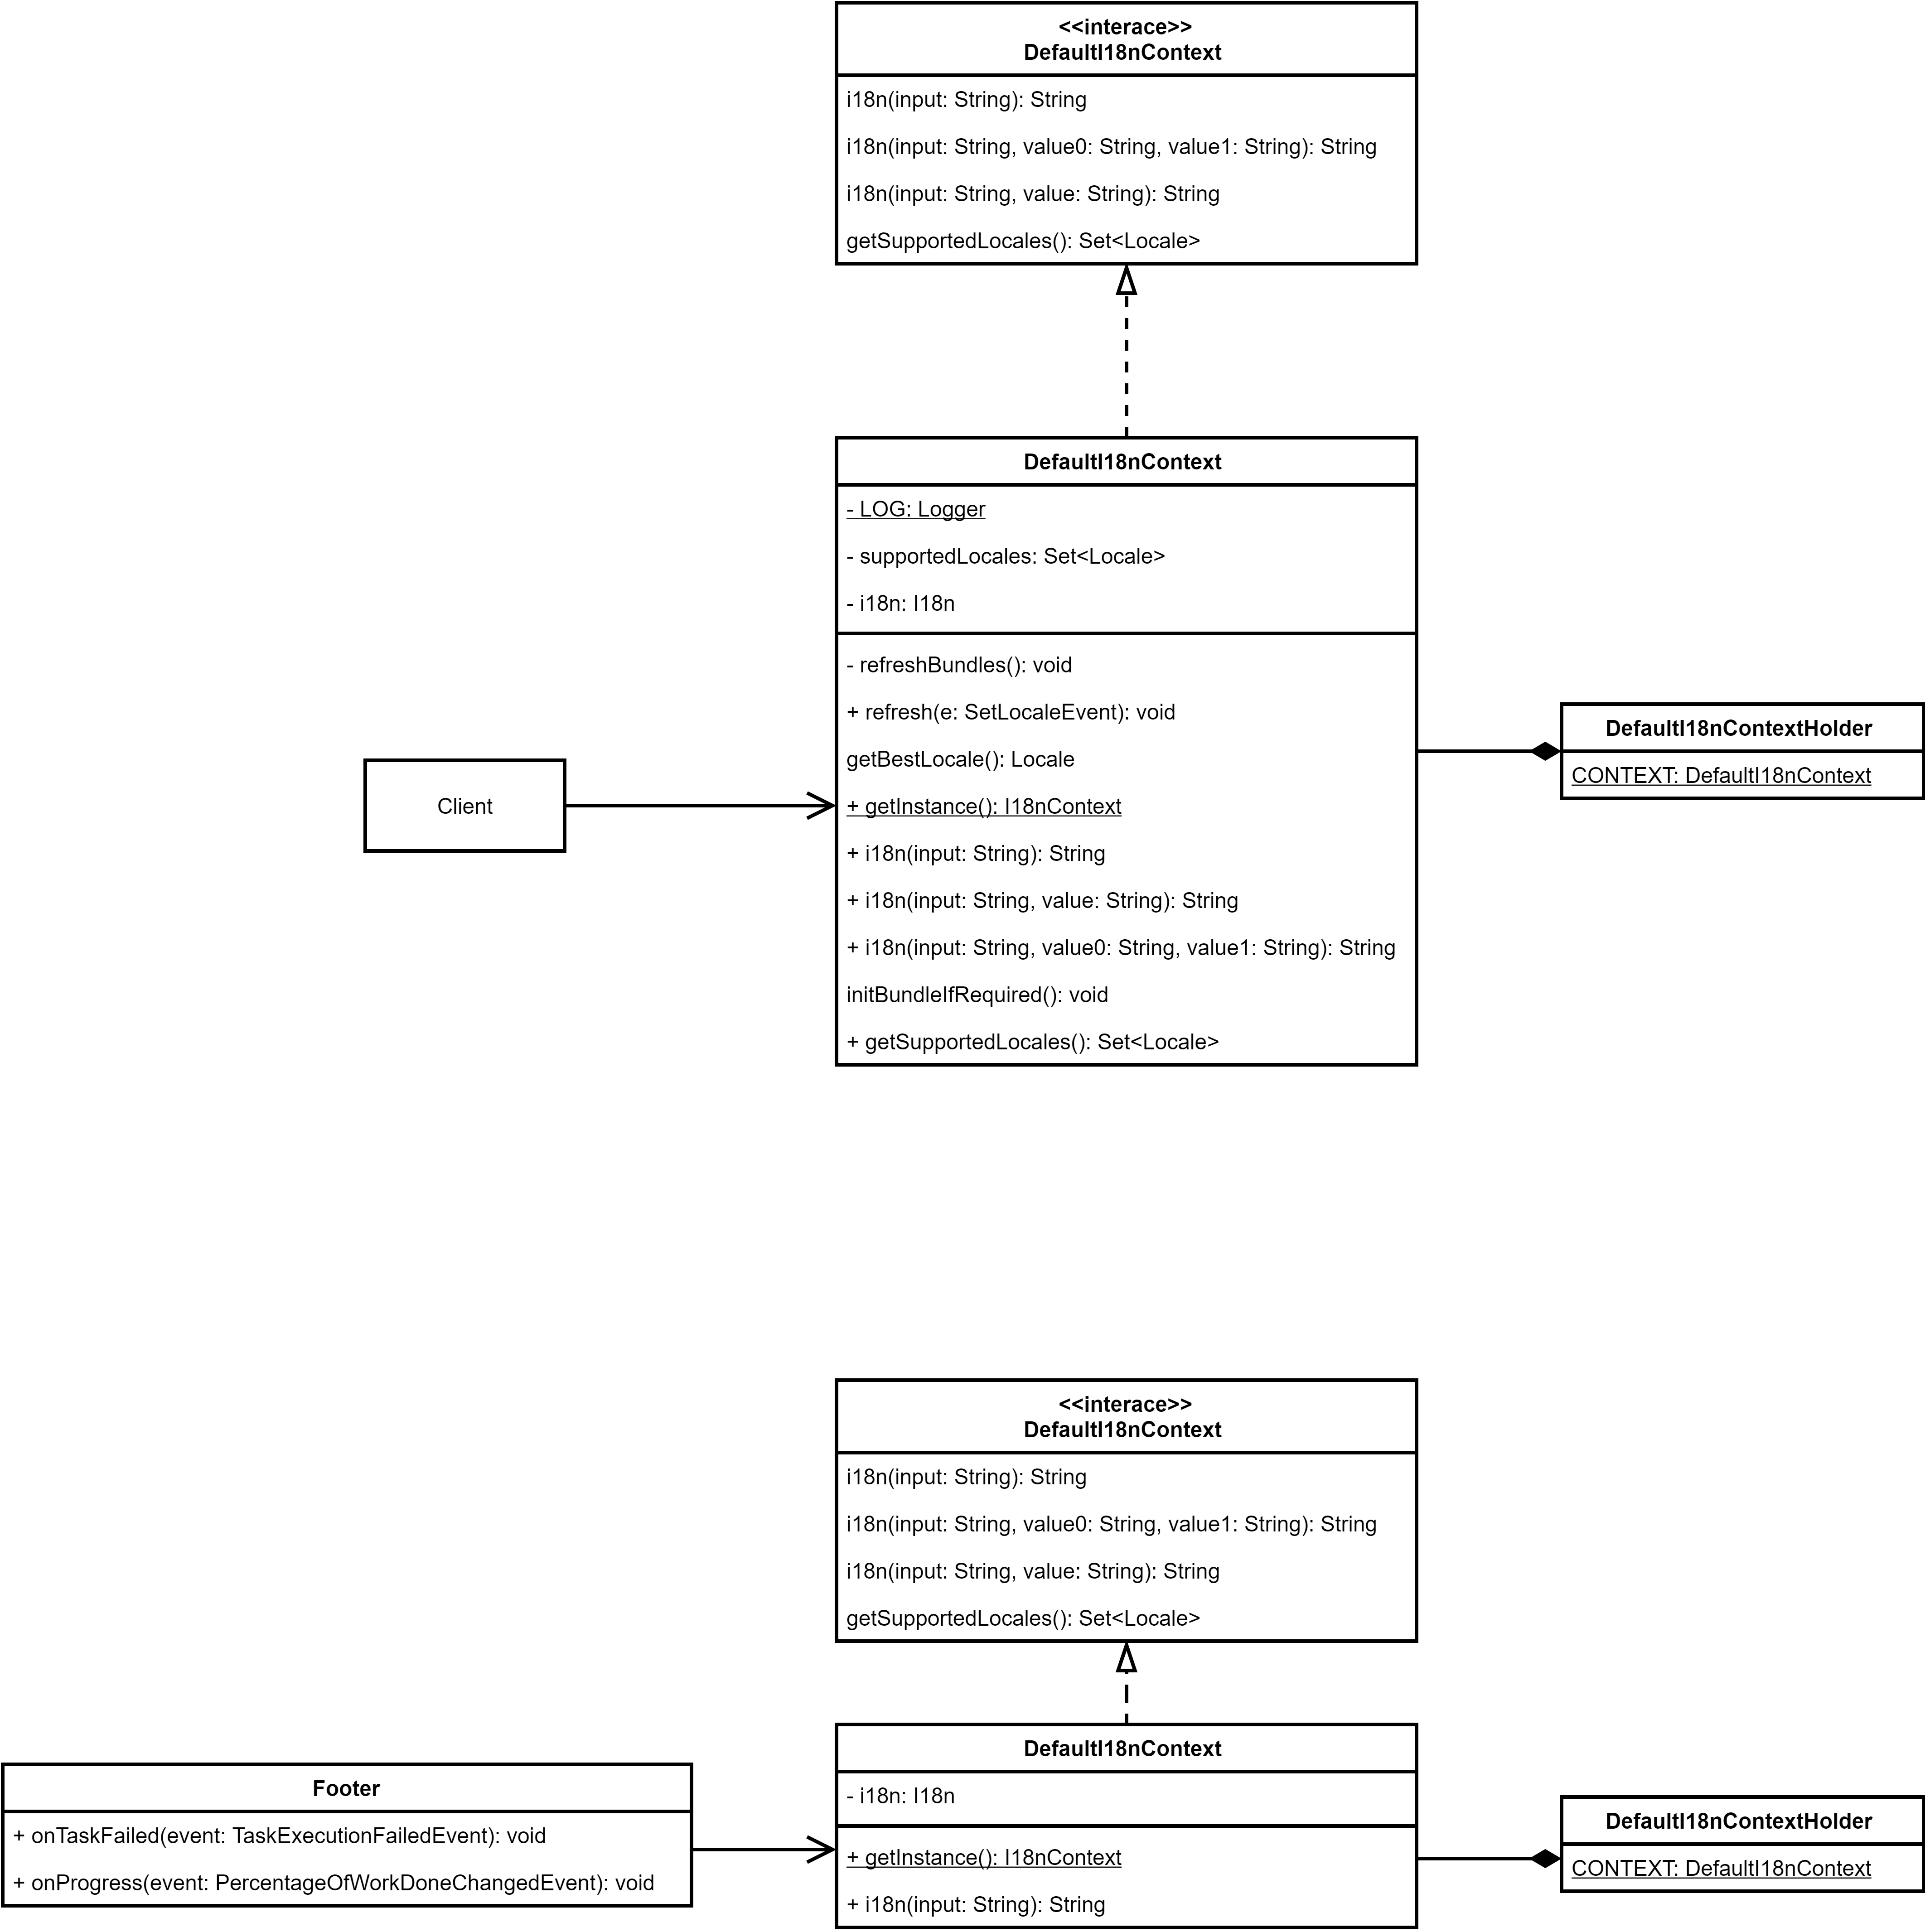 <<interace>>
DefaultI18nContext
i18n(input: String): String
i18n(input: String, value0: String, value1: String): String
i18n(input: String, value: String): String
getSupportedLocales(): Set<Locale>
DefaultI18nContext
- LOG: Logger
- supportedLocales: Set<Locale>
- i18n: I18n
- refreshBundles(): void
+ refresh(e: SetLocaleEvent): void
getBestLocale(): Locale
+ getInstance(): I18nContext
+ i18n(input: String): String
+ i18n(input: String, value: String): String
+ i18n(input: String, value0: String, value1: String): String
initBundleIfRequired(): void
+ getSupportedLocales(): Set<Locale>
Client
DefaultI18nContextHolder
CONTEXT: DefaultI18nContext
<<interace>>
DefaultI18nContext
i18n(input: String): String
i18n(input: String, value0: String, value1: String): String
i18n(input: String, value: String): String
getSupportedLocales(): Set<Locale>
Footer
+ onTaskFailed(event: TaskExecutionFailedEvent): void
+ onProgress(event: PercentageOfWorkDoneChangedEvent): void
DefaultI18nContext
- i18n: I18n
+ getInstance(): I18nContext
+ i18n(input: String): String
DefaultI18nContextHolder
CONTEXT: DefaultI18nContext